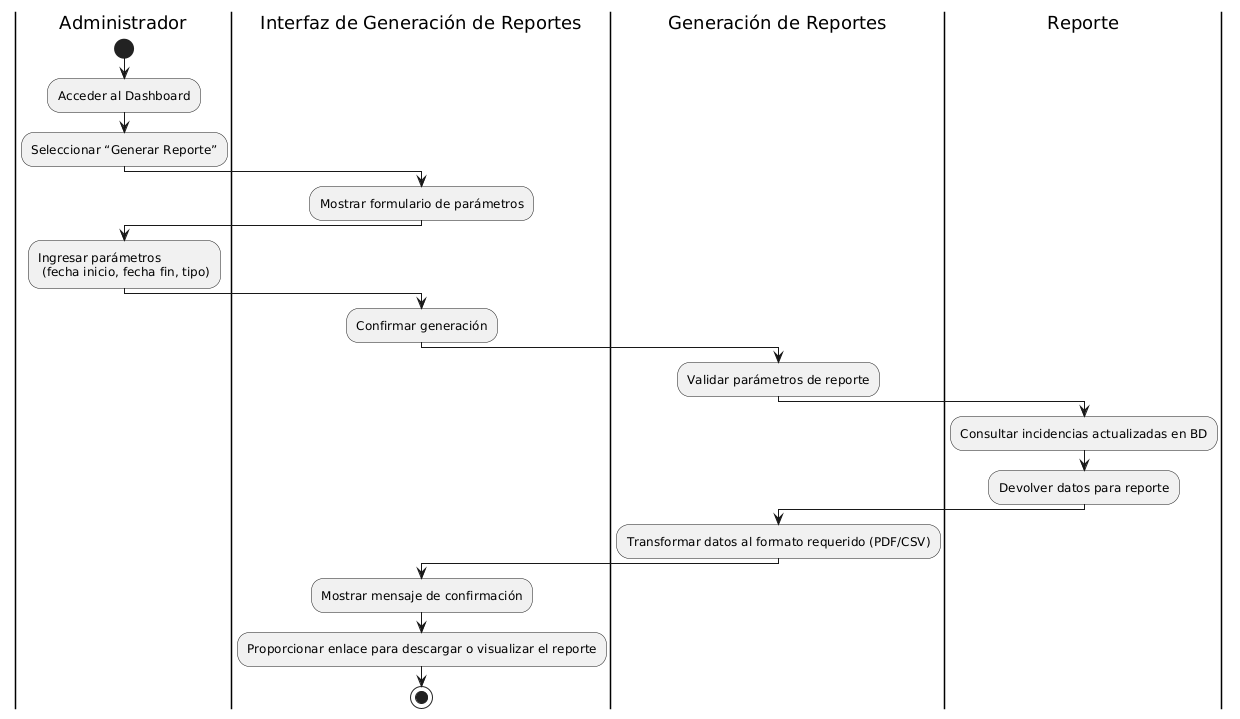 Administrador
Interfaz de Generación de Reportes
Generación de Reportes
Reporte
Acceder al Dashboard
Seleccionar “Generar Reporte”
Mostrar formulario de parámetros
Ingresar parámetros
(fecha inicio, fecha fin, tipo)
Confirmar generación
Validar parámetros de reporte
Consultar incidencias actualizadas en BD
Devolver datos para reporte
Transformar datos al formato requerido (PDF/CSV)
Mostrar mensaje de confirmación
Proporcionar enlace para descargar o visualizar el reporte